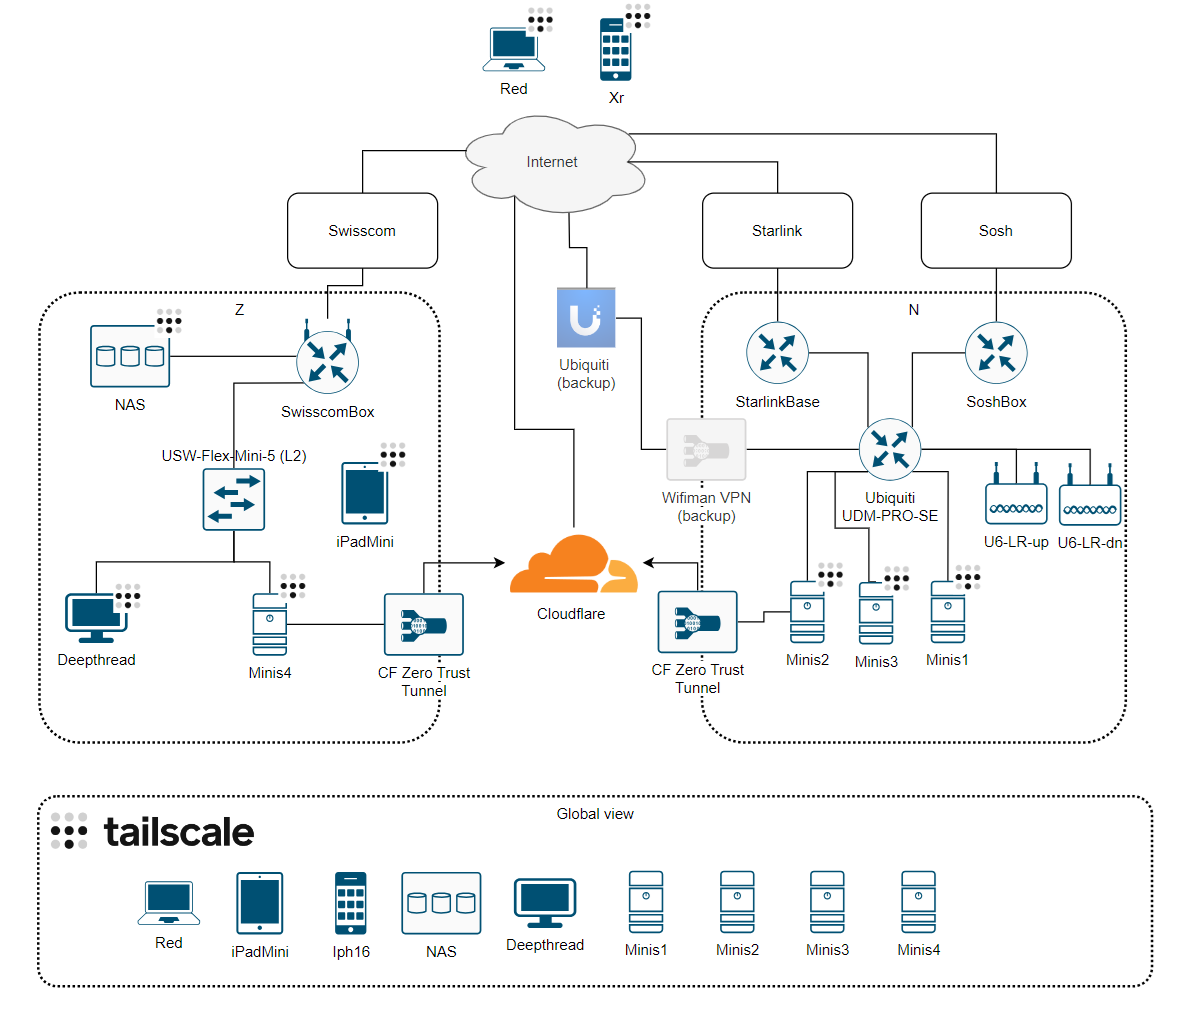 Red
Xr
Internet
Swisscom
Starlink
Sosh
Z
N
NAS
SwisscomBox
Ubiquiti
(backup)
StarlinkBase
SoshBox
USW-Flex-Mini-5 (L2)
iPadMini
Wifiman VPN
(backup)
Ubiquiti
UDM-PRO-SE
U6-LR-up
U6-LR-dn
Deepthread
Minis4
CF Zero Trust
Tunnel
Cloudflare
CF Zero Trust
Tunnel
Minis2
Minis3
Minis1
Global view
tailscale
Red
iPadMini
Iph16
NAS
Deepthread
Minis1
Minis2
Minis3
Minis4